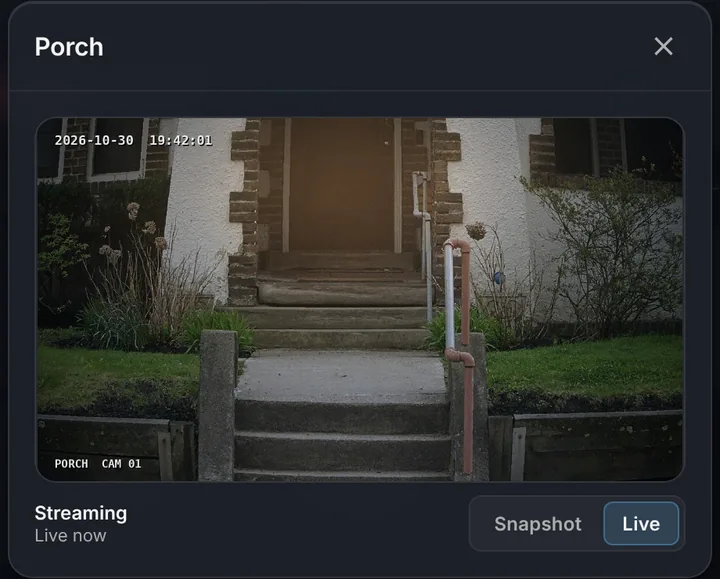 Porch
2026-10-30 19:42:01
PORCH CAM 01
Streaming
Live now
Snapshot
Live